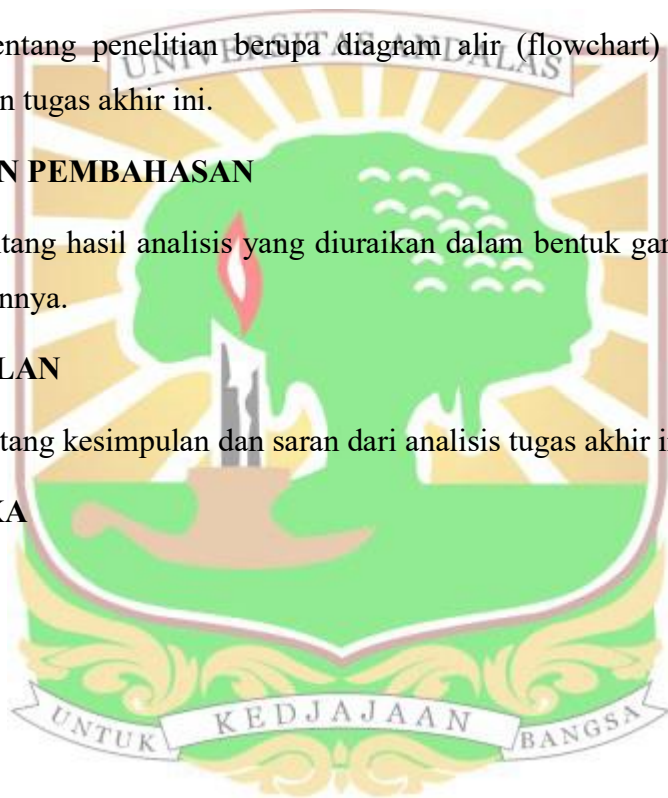 entang penelitian berupa diagram alir (flowchart)
UNIVERSITAS ANDALAS
n tugas akhir ini.
N PEMBAHASAN
tang hasil analisis yang diuraikan dalam bentuk gam
nnya.
LAN
tang kesimpulan dan saran dari analisis tugas akhir i
KA
UNTUK KEDJAJAAN BANGSA